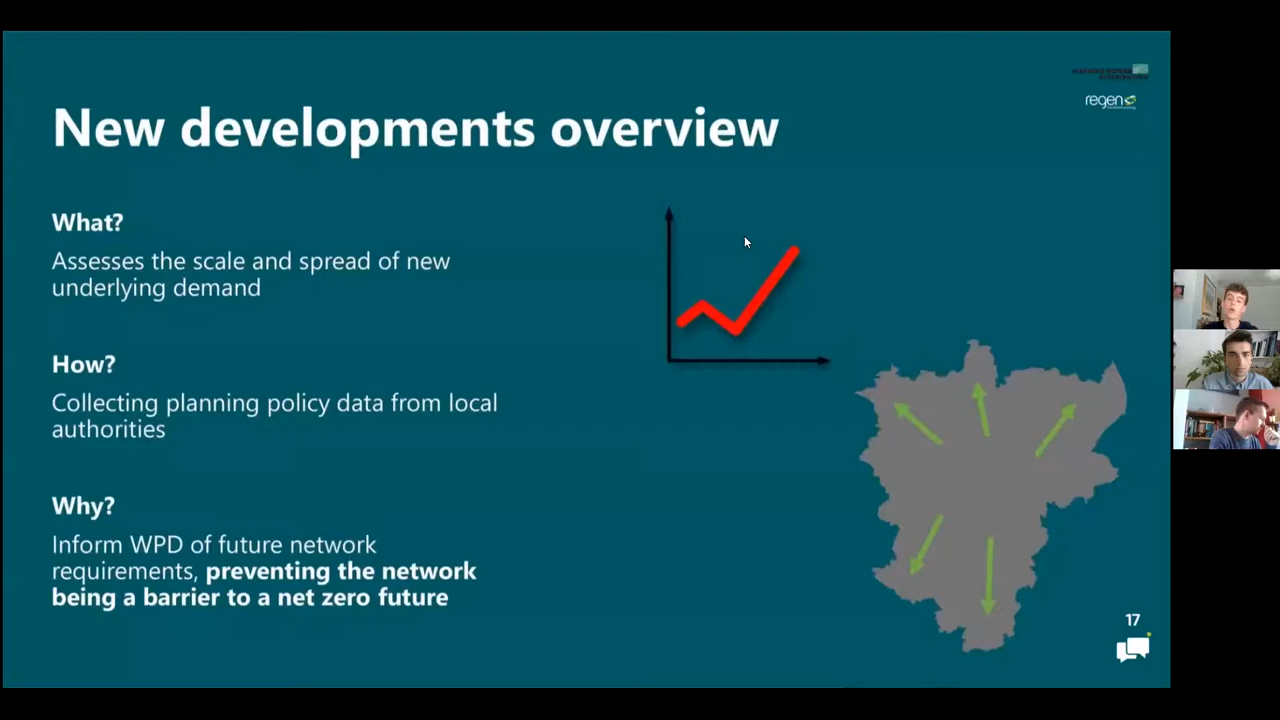 New developments overview
What?
Assesses the scale and spread of new
underlying demand
How?
Collecting planning policy data from local
authorities
Why?
Inform WPD of future network
requirements, preventing the network
being a barrier to a net zero future
regen
17